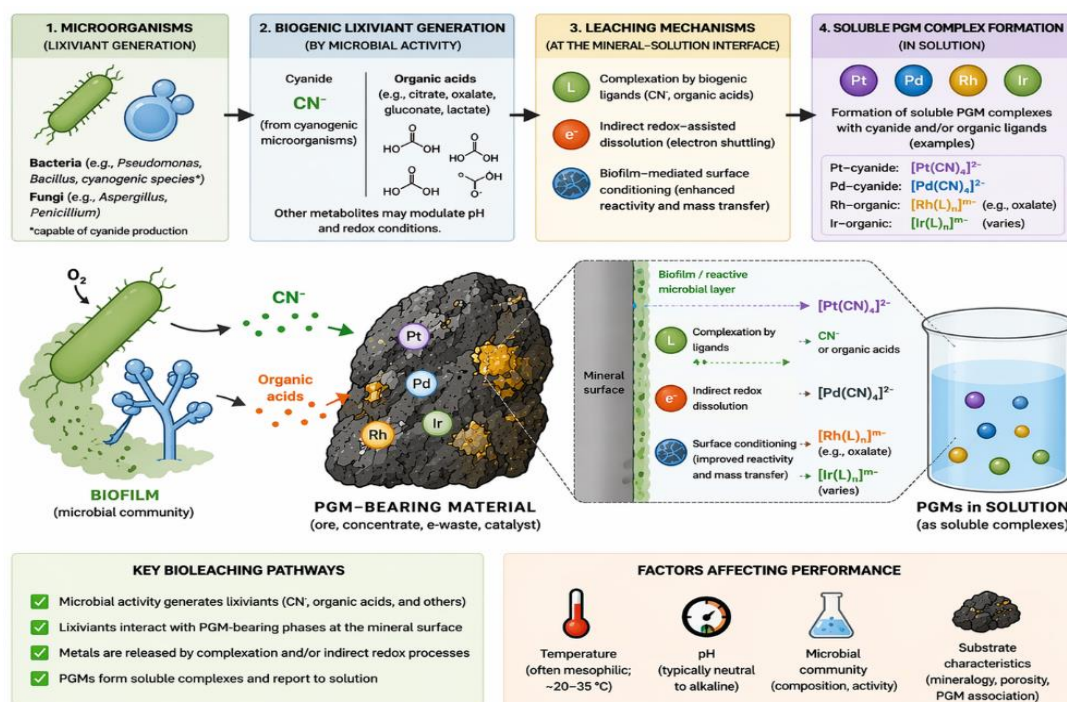 1. MICROORGANISMS
(LIXIVIANT GENERATION)
Bacteria (e.g., Pseudomonas,
Bacillus, cyanogenic species*)
Fungi (e.g., Aspergillus,
Penicillium)
*capable of cyanide production
2. BIOGENIC LIXIVIANT GENERATION
(BY MICROBIAL ACTIVITY)
Cyanide
CN⁻
(from cyanogenic
microorganisms)
Organic acids
(e.g., citrate, oxalate,
gluconate, lactate)
O
HO OH
O
HO OH
O
HO OH
O OH
O⁻
Other metabolites may modulate pH
and redox conditions.
3. LEACHING MECHANISMS
(AT THE MINERAL–SOLUTION INTERFACE)
L
Complexation by biogenic
ligands (CN⁻, organic acids)
e⁻
Indirect redox–assisted
dissolution (electron shuttling)
Biofilm–mediated surface
conditioning (enhanced
reactivity and mass transfer)
4. SOLUBLE PGM COMPLEX FORMATION
(IN SOLUTION)
Pt Pd Rh Ir
Formation of soluble PGM complexes
with cyanide and/or organic ligands
(examples)
Pt–cyanide: [Pt(CN)₄]²⁻
Pd–cyanide: [Pd(CN)₄]²⁻
Rh–organic: [Rh(L)ₙ]ᵐ⁻ (e.g., oxalate)
Ir–organic: [Ir(L)ₙ]ᵐ⁻ (varies)
O₂
CN⁻
Organic
acids
BIOFILM
(microbial community)
Pt
Pd
Ir
Rh
PGM–BEARING MATERIAL
(ore, concentrate, e–waste, catalyst)
Mineral
surface
Biofilm / reactive
microbial layer
[Pt(CN)₄]²⁻
L
Complexation by
ligands
CN⁻
or organic acids
e⁻
Indirect redox
dissolution
[Pd(CN)₄]²⁻
Surface conditioning
(improved reactivity
and mass transfer)
[Rh(L)ₙ]ᵐ⁻
(e.g., oxalate)
[Ir(L)ₙ]ᵐ⁻
(varies)
PGMs in SOLUTION
(as soluble complexes)
KEY BIOLEACHING PATHWAYS
Microbial activity generates lixiviants (CN⁻, organic acids, and others)
Lixiviants interact with PGM–bearing phases at the mineral surface
Metals are released by complexation and/or indirect redox processes
PGMs form soluble complexes and report to solution
FACTORS AFFECTING PERFORMANCE
Temperature
(often mesophilic;
~20–35 °C)
pH
(typically neutral
to alkaline)
Microbial
community
(composition, activity)
Substrate
characteristics
(mineralogy, porosity,
PGM association)